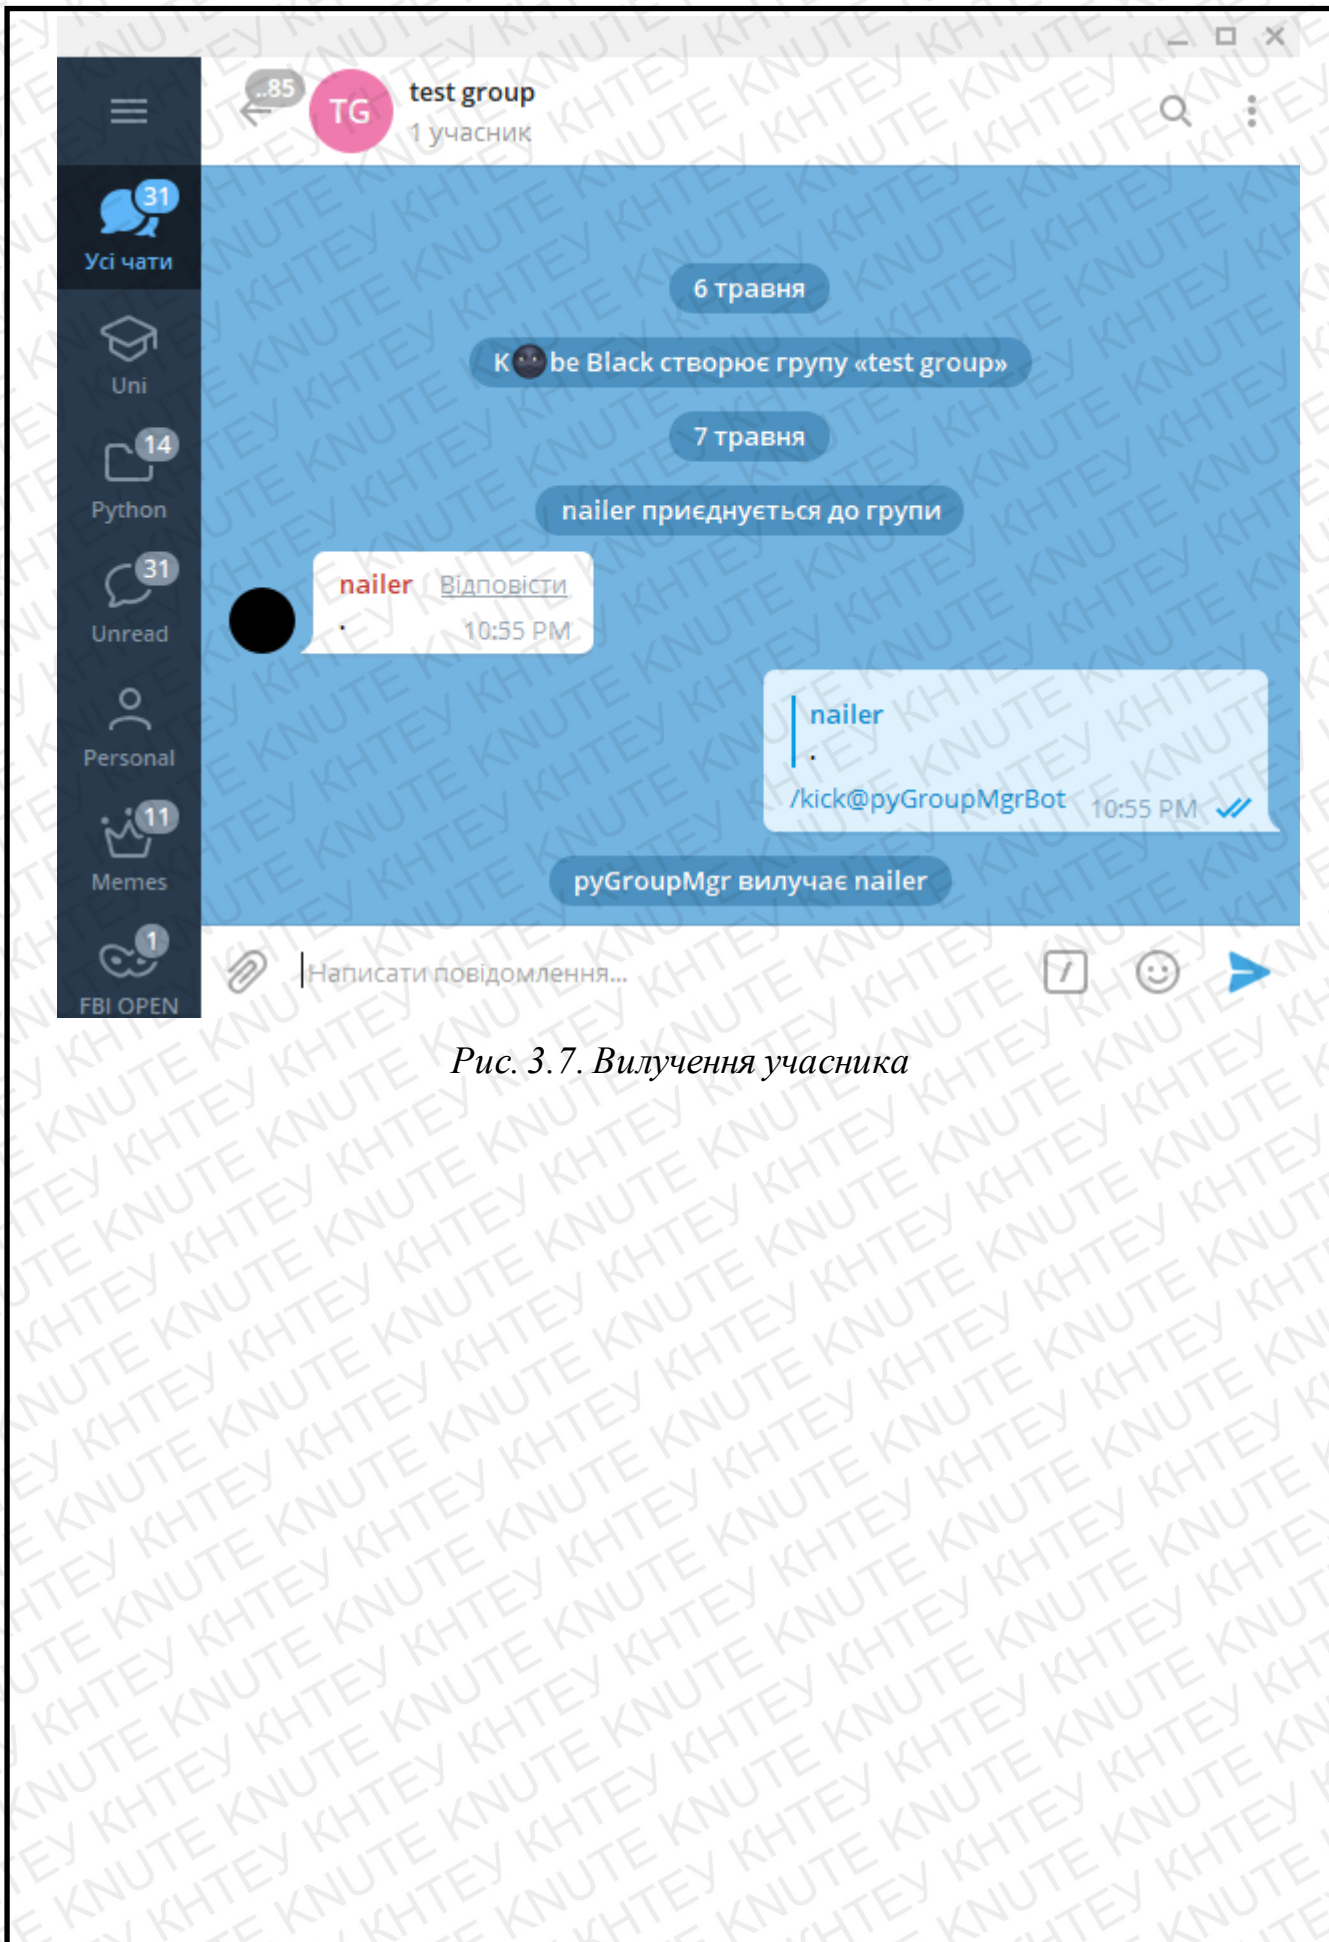 ..85
TG
test group
1 учасник
31
Усі чати
Uni
14
Python
31
Unread
Personal
11
Memes
1
FBI OPEN
6 травня
K🌚be Black створює групу «test group»
7 травня
nailer приєднується до групи
nailer Відповісти
. 10:55 PM
nailer
.
/kick@pyGroupMgrBot 10:55 PM
pyGroupMgr вилучає nailer
Написати повідомлення...
Рис. 3.7. Вилучення учасника
KNUTE КНТЕУ